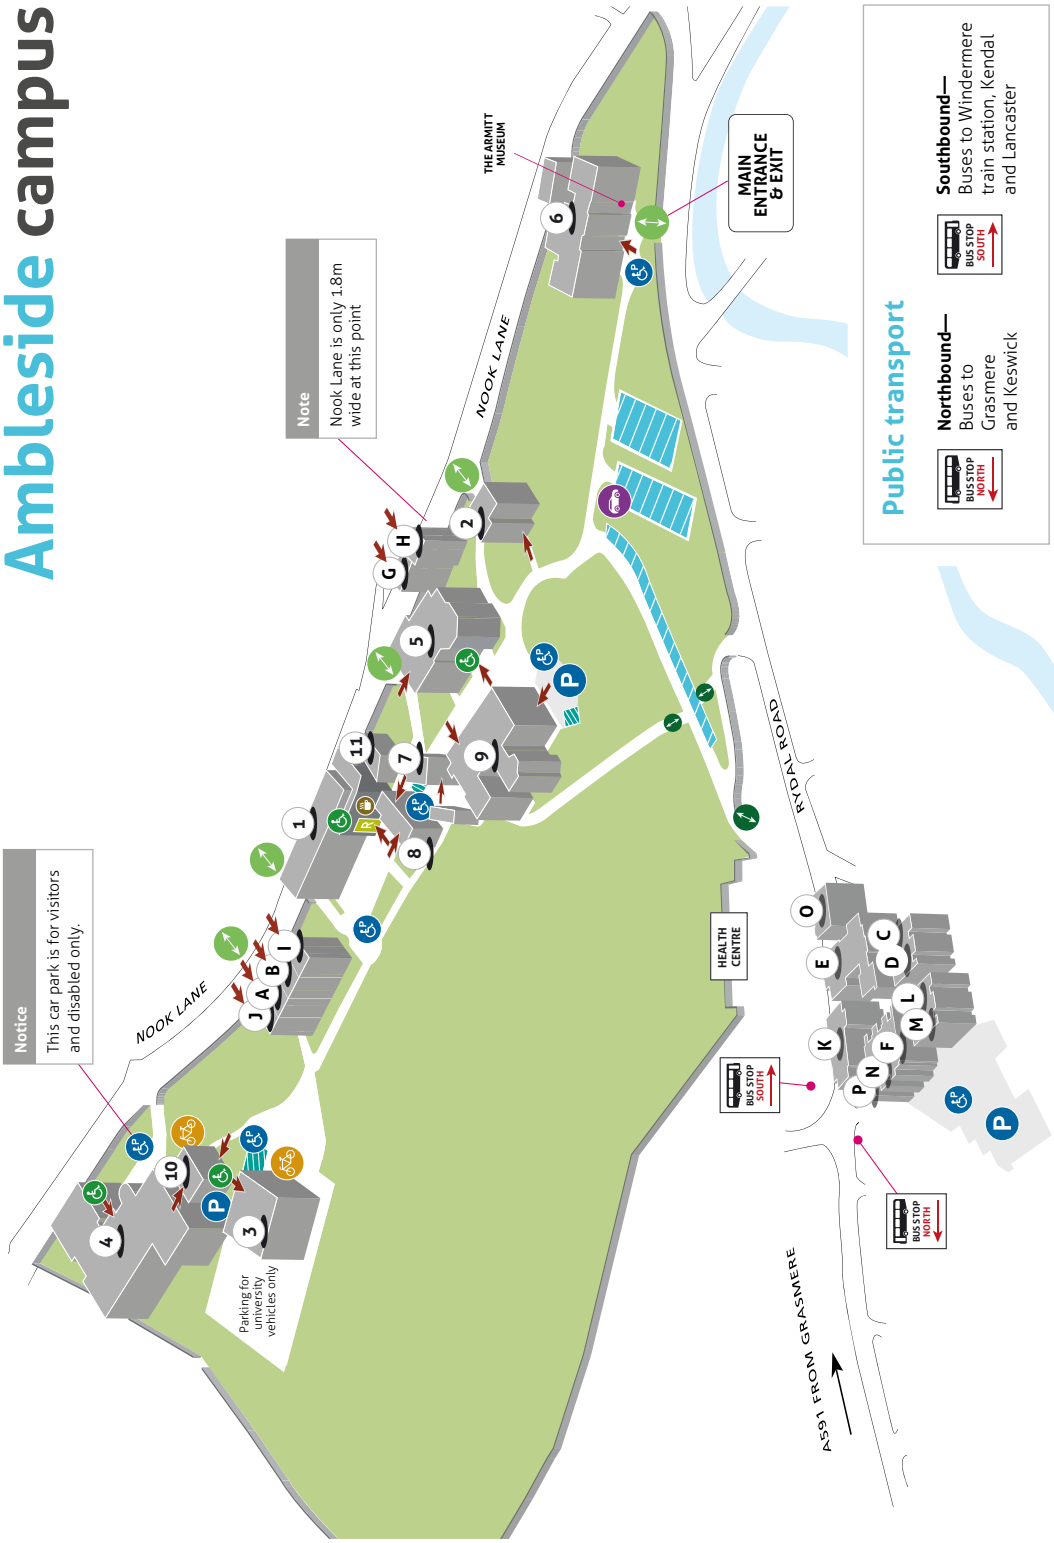 Ambleside campus
Notice
This car park is for visitors
and disabled only.
Note
Nook Lane is only 1.8m
wide at this point
THE ARMITT
MUSEUM
MAIN
ENTRANCE
& EXIT
NOOK LANE
NOOK LANE
4
10
3
P
Parking for
university
vehicles only
J
A
B
I
1
11
R
7
8
9
5
G
H
2
6
P
P
P
P
P
P
P
P
HEALTH
CENTRE
RYDAL ROAD
O
E
C
D
K
L
M
F
N
P
P
P
BUS STOP
SOUTH
BUS STOP
NORTH
A591 FROM GRASMERE
Public transport
BUS STOP
NORTH
Northbound—
Buses to
Grasmere
and Keswick
BUS STOP
SOUTH
Southbound—
Buses to Windermere
train station, Kendal
and Lancaster